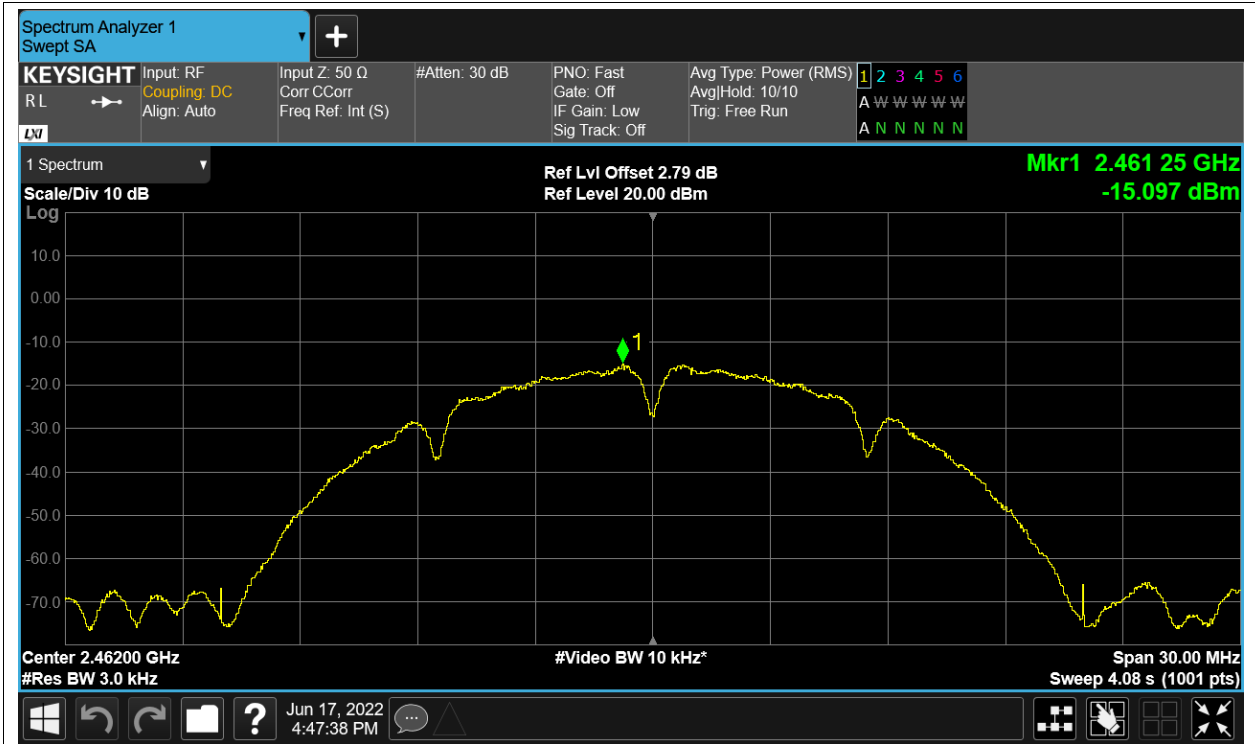 Spectrum Analyzer 1
Swept SA
KEYSIGHT
R L
LXI
Input: RF
Coupling: DC
Align: Auto
Input Z: 50 Ω
Corr CCorr
Freq Ref: Int (S)
#Atten: 30 dB
PNO: Fast
Gate: Off
IF Gain: Low
Sig Track: Off
Avg Type: Power (RMS)
Avg|Hold: 10/10
Trig: Free Run
1 2 3 4 5 6
A W W W W W
A N N N N N
1 Spectrum
Scale/Div 10 dB
Log
Ref Lvl Offset 2.79 dB
Ref Level 20.00 dBm
Mkr1 2.461 25 GHz
-15.097 dBm
10.0
0.00
-10.0
-20.0
-30.0
-40.0
-50.0
-60.0
-70.0
1
Center 2.46200 GHz
#Res BW 3.0 kHz
#Video BW 10 kHz*
Span 30.00 MHz
Sweep 4.08 s (1001 pts)
?
Jun 17, 2022
4:47:38 PM